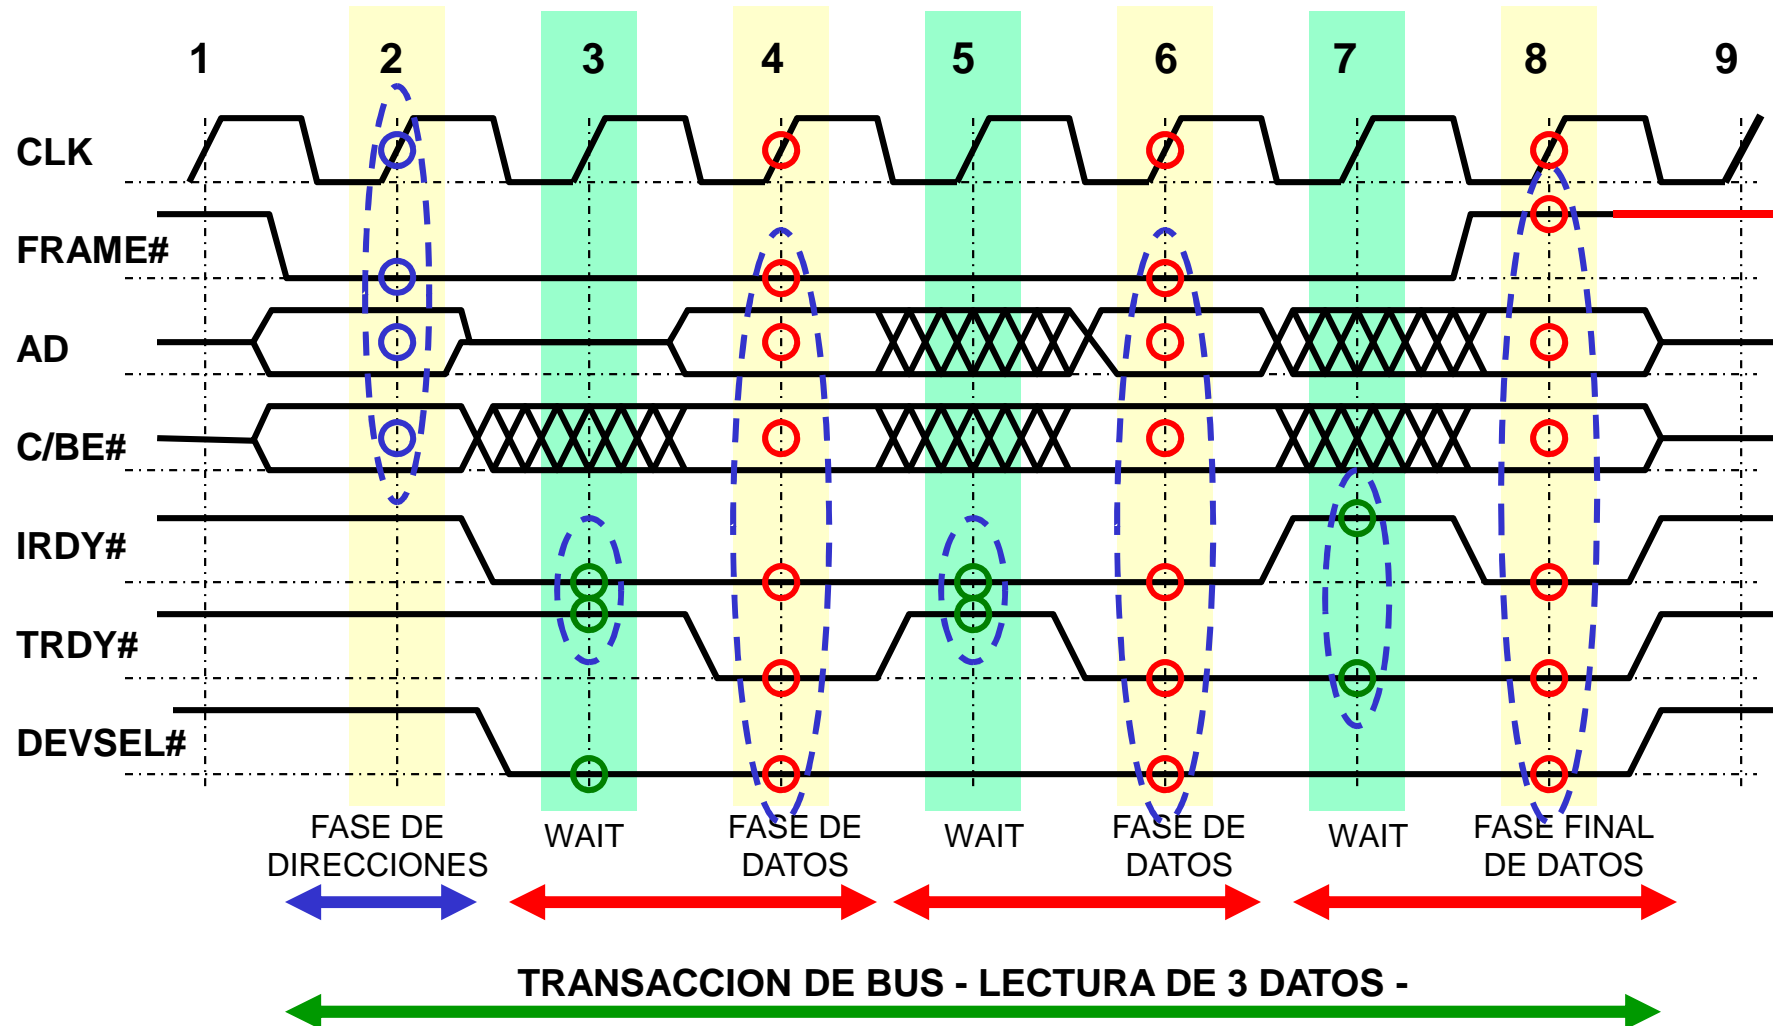 1 2 3 4 5 6 7 8 9
CLK
FRAME#
AD
C/BE#
IRDY#
TRDY#
DEVSEL#
FASE DE
DIRECCIONES
WAIT
FASE DE
DATOS
WAIT
FASE DE
DATOS
WAIT
FASE FINAL
DE DATOS
TRANSACCION DE BUS - LECTURA DE 3 DATOS -